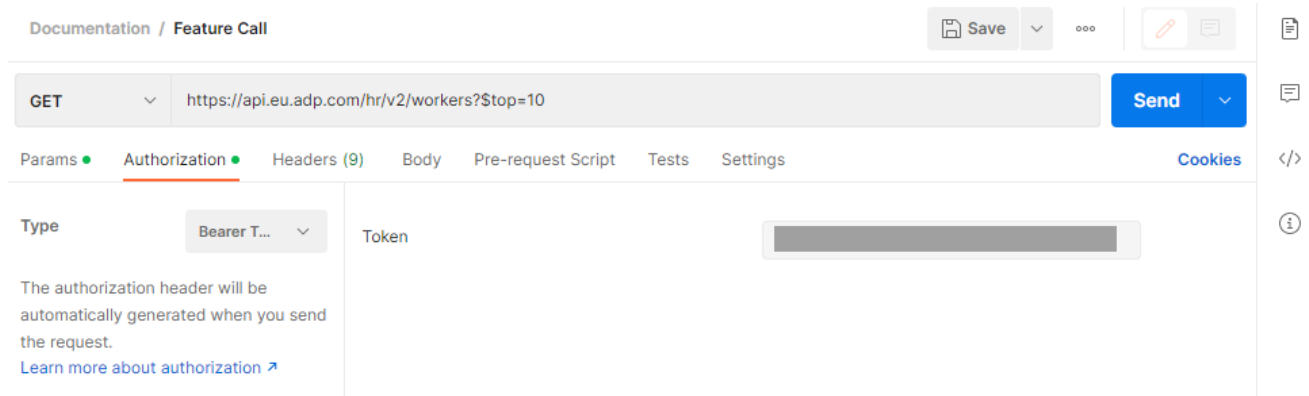 Documentation / Feature Call
Save
GET
https://api.eu.adp.com/hr/v2/workers?$top=10
Send
Params
Authorization
Headers (9)
Body
Pre-request Script
Tests
Settings
Cookies
Type
Bearer T...
Token
The authorization header will be
automatically generated when you send
the request.
Learn more about authorization ↗